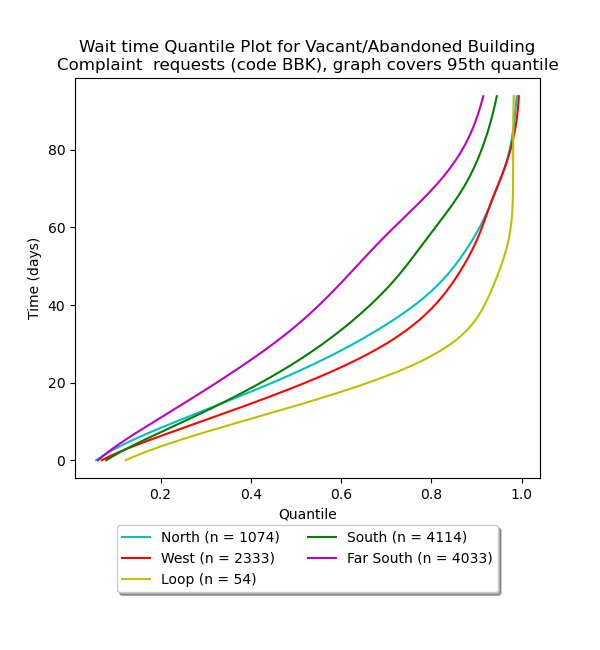 Wait time Quantile Plot for Vacant/Abandoned Building
Complaint  requests (code BBK), graph covers 95th quantile
80
60
40
20
0
Time (days)
0.2 0.4 0.6 0.8 1.0
Quantile
North (n = 1074)
West (n = 2333)
Loop (n = 54)
South (n = 4114)
Far South (n = 4033)